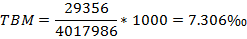 TBM = 29356 / 4017986 * 1000 = 7.306‰